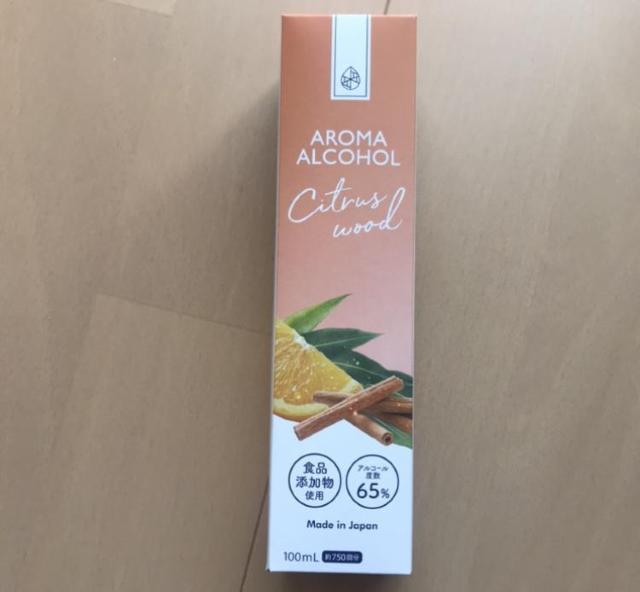 AROMA
ALCOHOL
Citrus
wood
食品
添加物
使用
アルコール
度数
65%
Made in Japan
100mL 約750回分